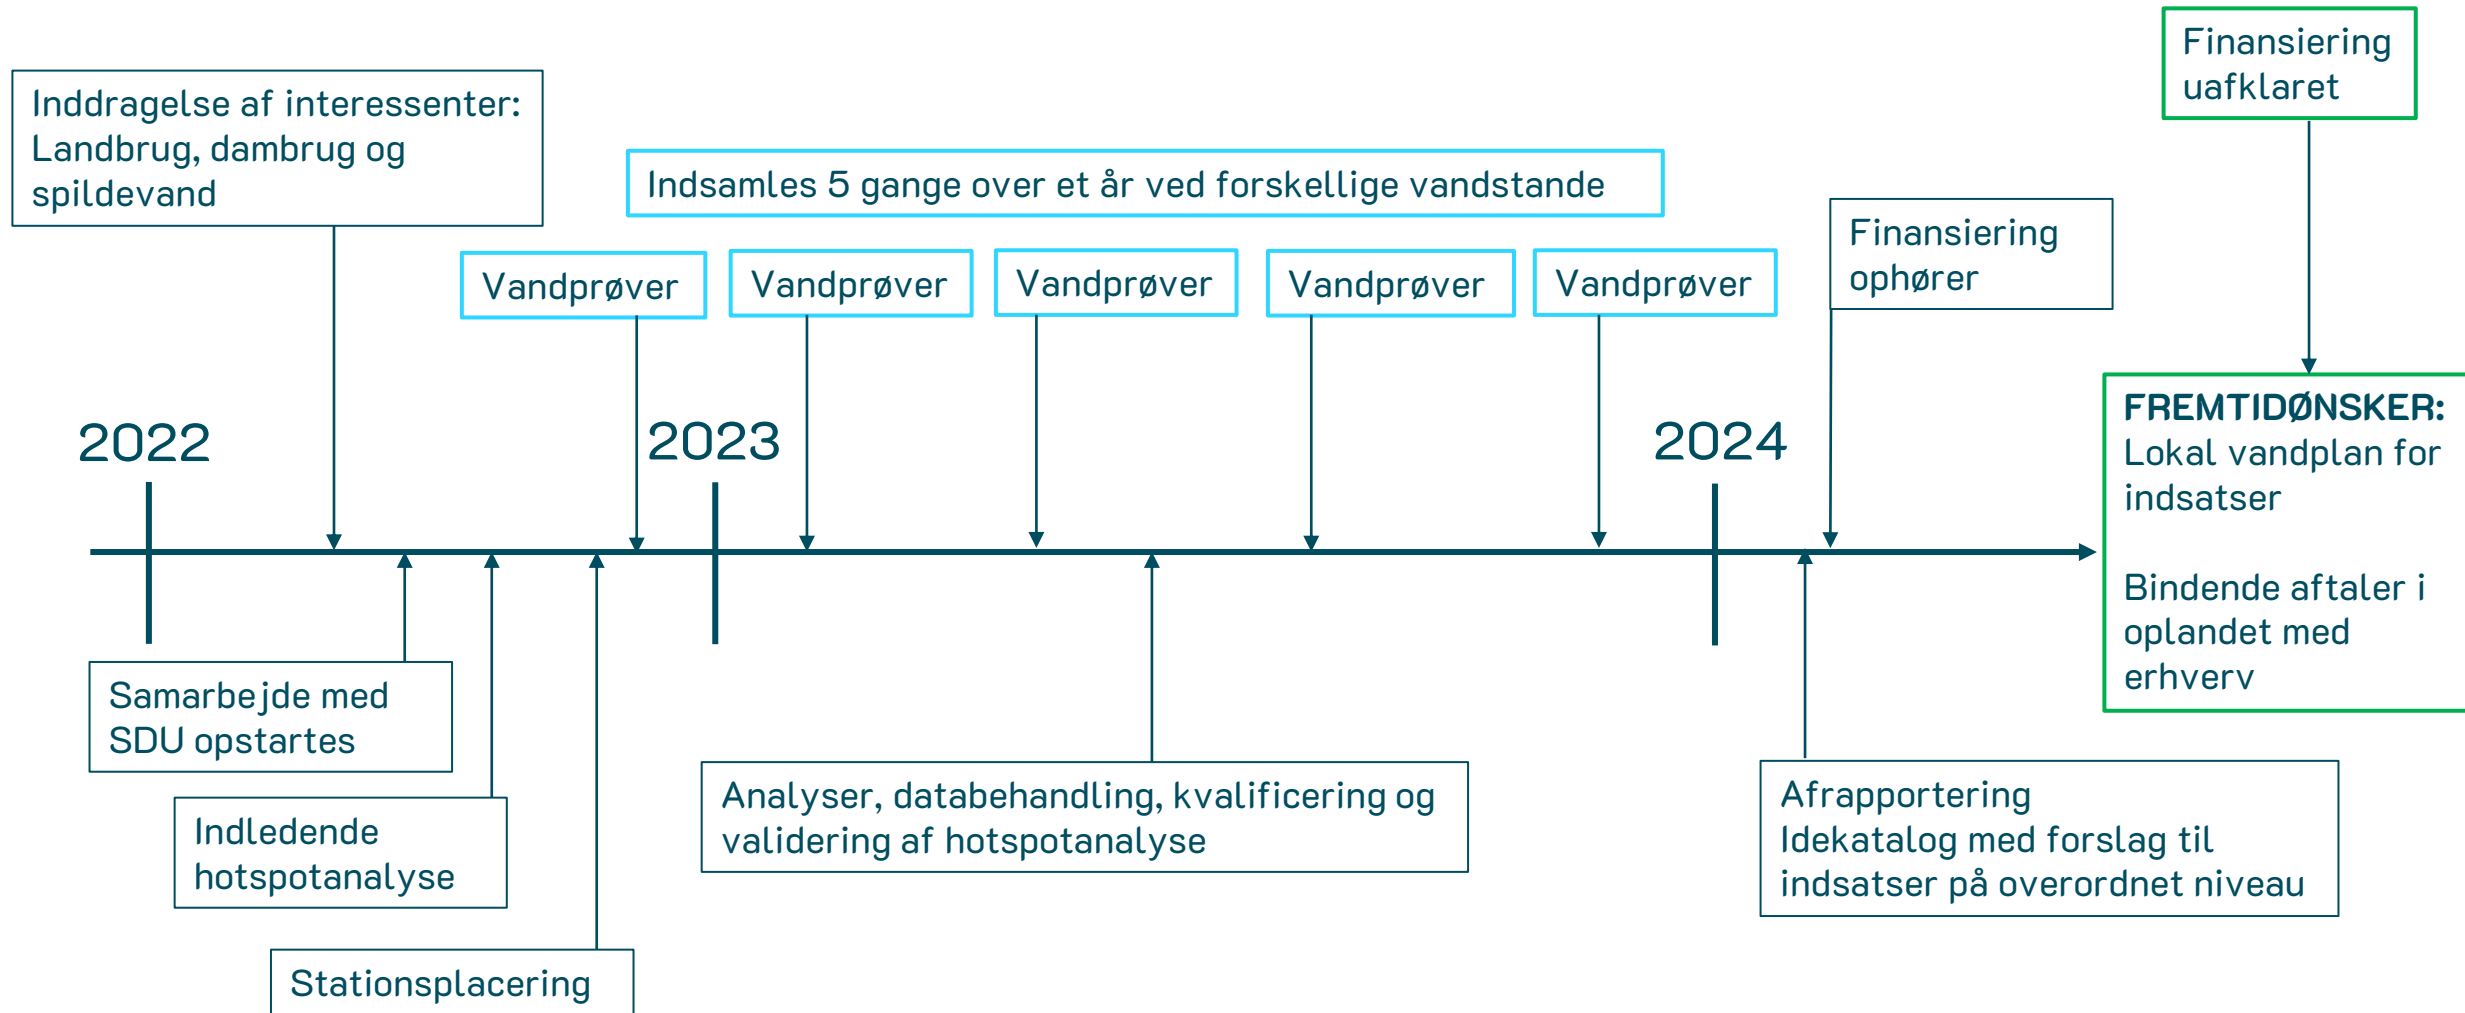 Finansiering
uafklaret
Inddragelse af interessenter:
Landbrug, dambrug og
spildevand
Indsamles 5 gange over et år ved forskellige vandstande
Finansiering
ophører
Vandprøver
Vandprøver
Vandprøver
Vandprøver
Vandprøver
2022
2023
2024
FREMTIDØNSKER:
Lokal vandplan for
indsatser
Bindende aftaler i
oplandet med
erhverv
Samarbejde med
SDU opstartes
Indledende
hotspotanalyse
Stationsplacering
Analyser, databehandling, kvalificering og
validering af hotspotanalyse
Afrapportering
Idekatalog med forslag til
indsatser på overordnet niveau